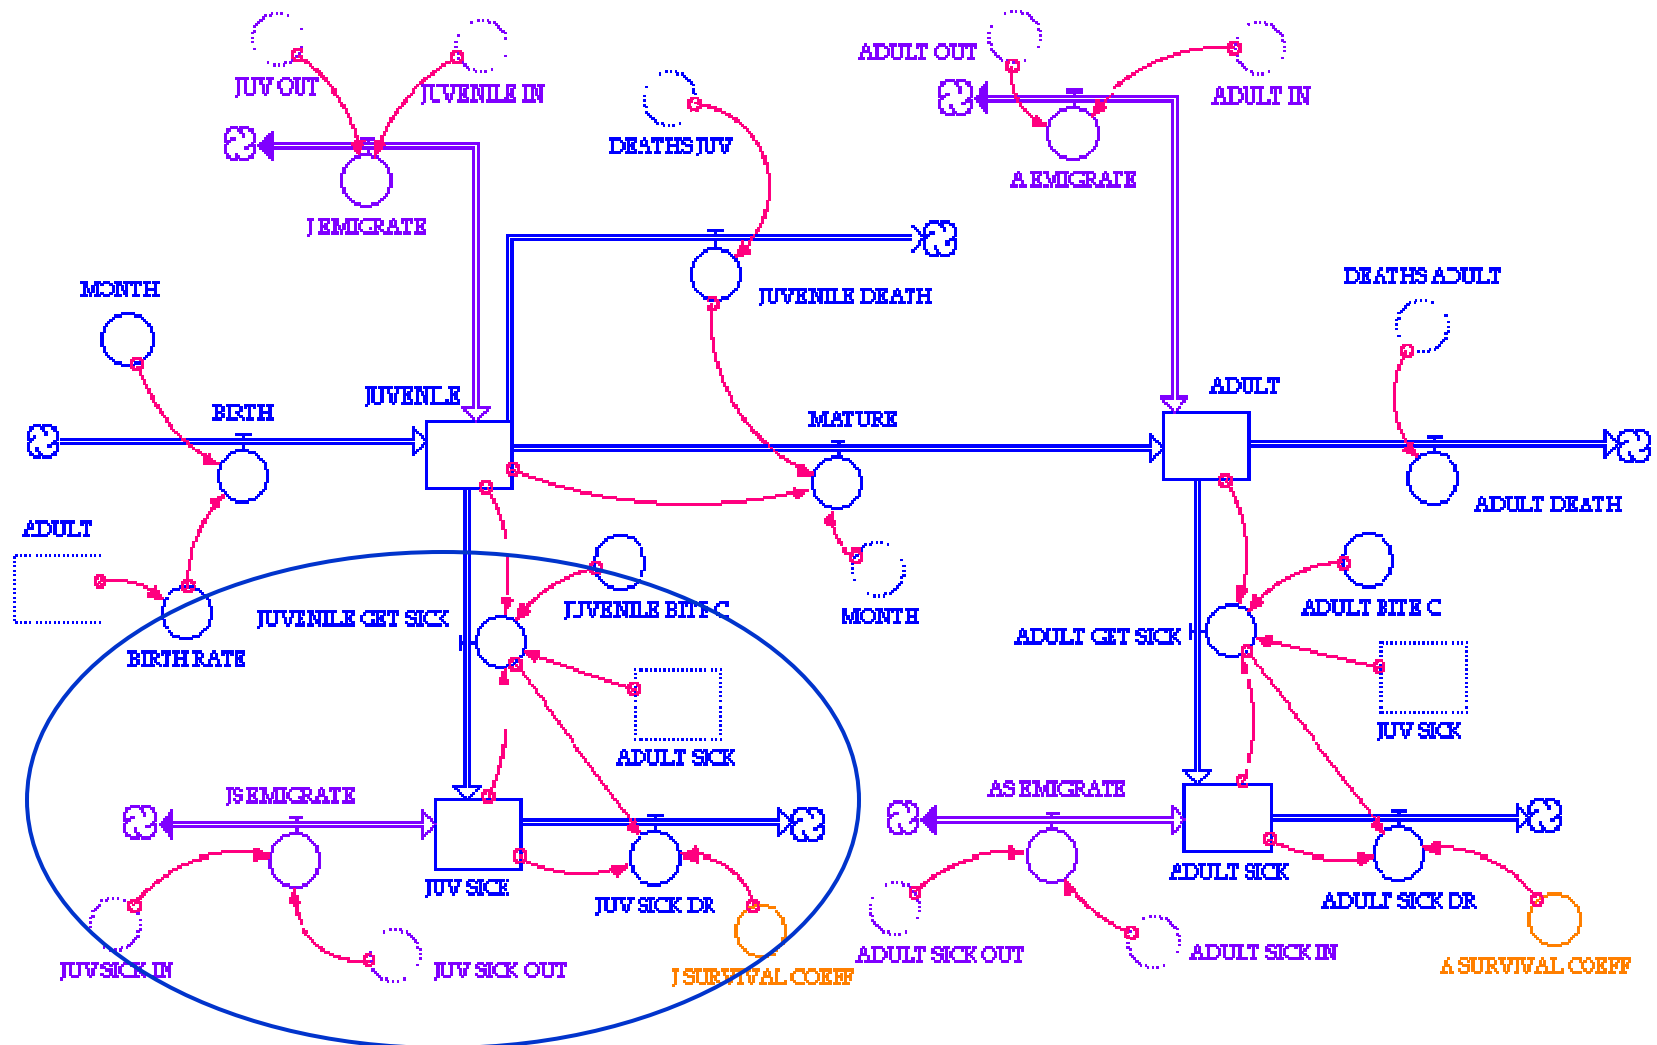 ADULT OUT
JUV OUT
JUVENILE IN
ADULT IN
DEATHS JUV
A EMIGRATE
J EMIGRATE
DEATHS ADULT
MONTH
JUVENILE DEATH
JUVENILE
ADULT
BIRTH
MATURE
ADULT DEATH
ADULT
JUVENILE GET SICK
JUVENILE BITE C
MONTH
ADULT BITE C
ADULT GET SICK
BIRTH RATE
JUV SICK
ADULT SICK
JS EMIGRATE
AS EMIGRATE
JUV SICK
JUV SICK DR
ADULT SICK
ADULT SICK DR
JUV SICK IN
JUV SICK OUT
J SURVIVAL COEFF
ADULT SICK OUT
ADULT SICK IN
A SURVIVAL COEFF